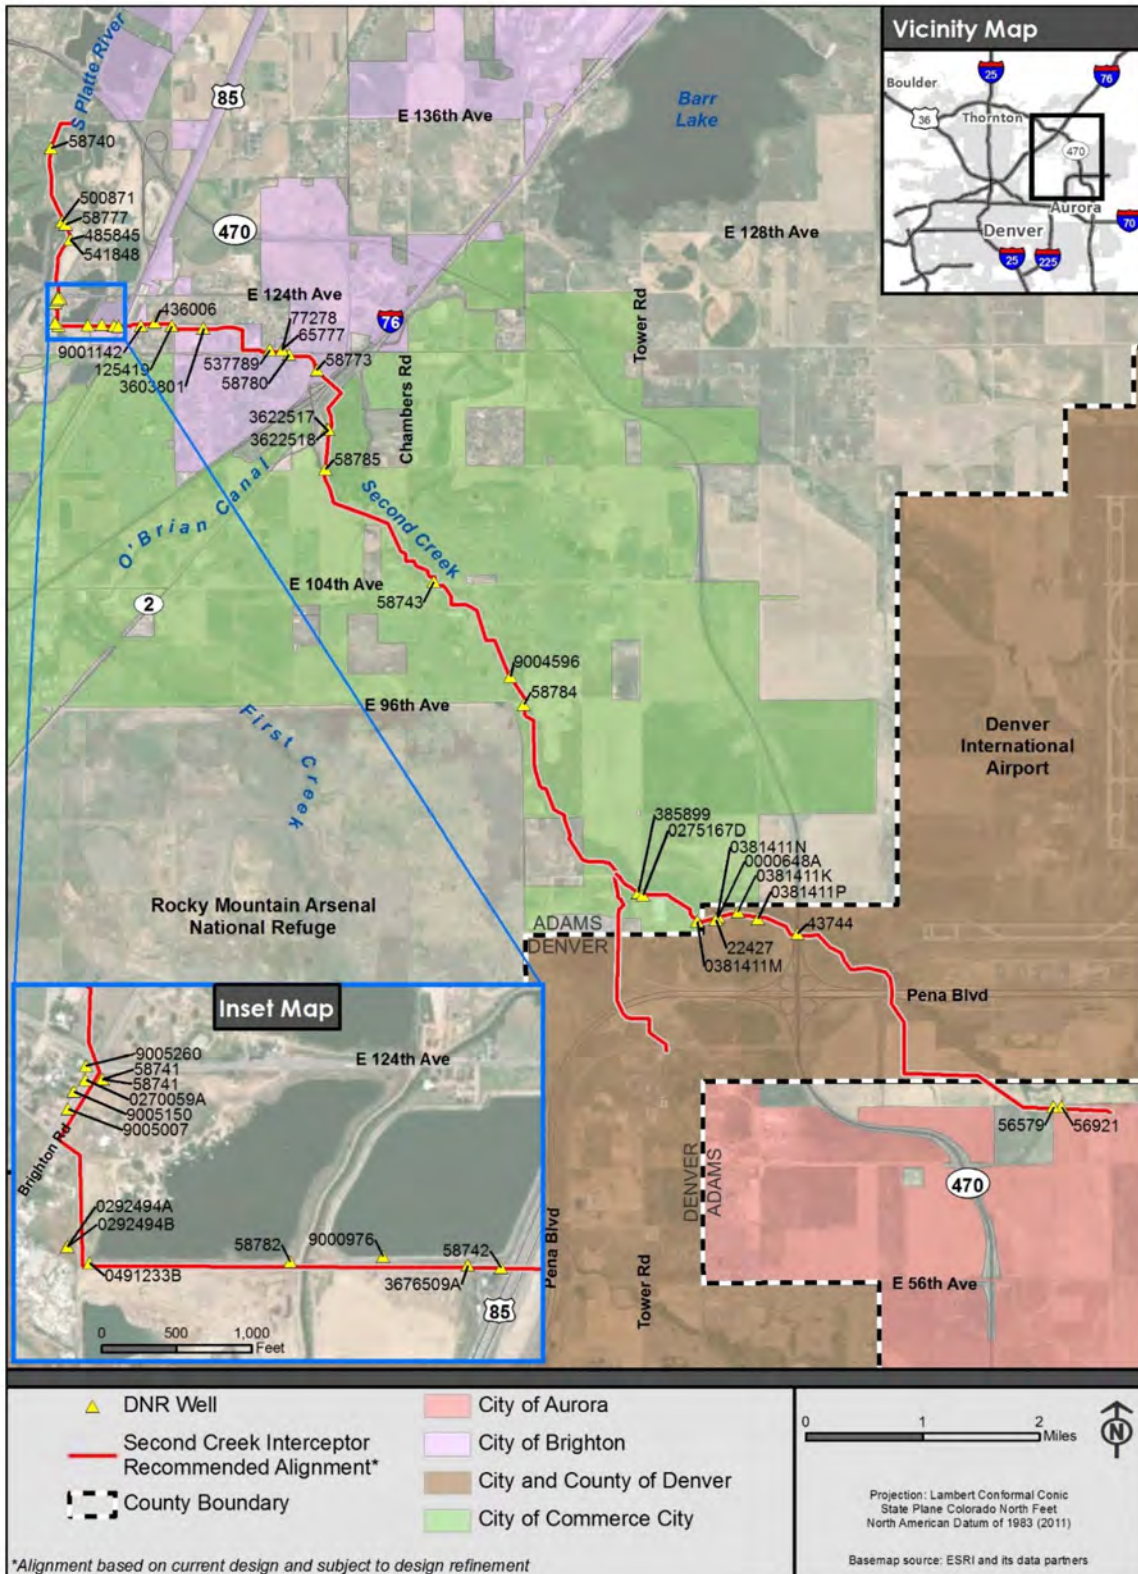 Vicinity Map
25
76
Boulder
36
Thornton
470
Aurora
Denver
70
25
225
S Platte River
58740
85
E 136th Ave
Barr
Lake
500871
58777
485845
541848
470
E 128th Ave
E 124th Ave
436006
77278
65777
76
Tower Rd
9001142
125419
3603801
537789
58780
58773
Chambers Rd
3622517
3622518
58785
O'Brian Canal
Second Creek
E 104th Ave
58743
2
9004596
58784
E 96th Ave
First Creek
Denver
International
Airport
385899
0275167D
0381411N
0000648A
0381411K
0381411P
Rocky Mountain Arsenal
National Refuge
ADAMS
DENVER
43744
22427
0381411M
Pena Blvd
Inset Map
E 124th Ave
9005260
58741
58741
0270059A
9005150
9005007
Brighton Rd
0292494A
0292494B
0491233B
58782
9000976
58742
3676509A
85
0 500 1,000
Feet
Pena Blvd
56579
56921
DENVER
ADAMS
470
Tower Rd
E 56th Ave
DNR Well
Second Creek Interceptor
Recommended Alignment*
County Boundary
City of Aurora
City of Brighton
City and County of Denver
City of Commerce City
*Alignment based on current design and subject to design refinement
0 1 2
Miles
N
Projection: Lambert Conformal Conic
State Plane Colorado North Feet
North American Datum of 1983 (2011)
Basemap source: ESRI and its data partners